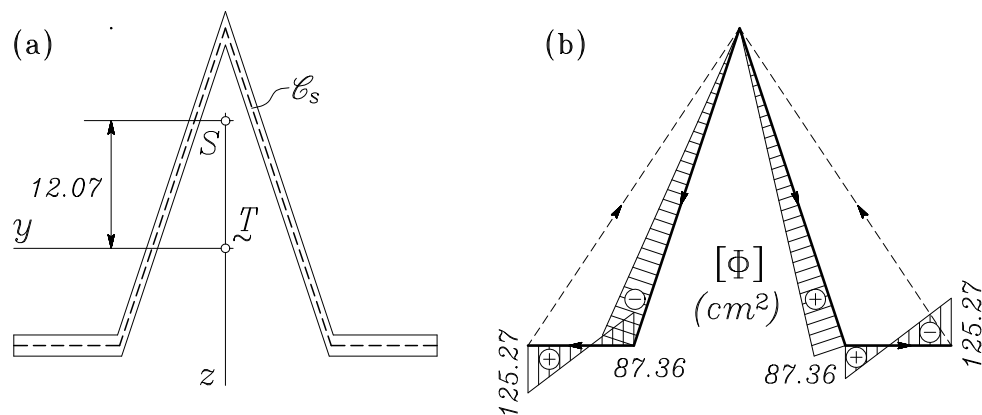 (a)
𝒞s
S
12.07
y
T
~
z
(b)
[Φ]
(cm²)
−
+
+
−
+
+
−
125.27
87.36
87.36
125.27